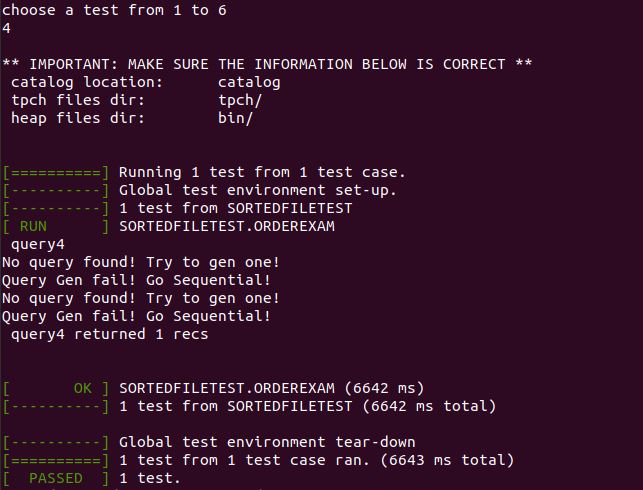 choose a test from 1 to 6
4
** IMPORTANT: MAKE SURE THE INFORMATION BELOW IS CORRECT **
catalog location:      catalog
tpch files dir:        tpch/
heap files dir:        bin/
[==========] Running 1 test from 1 test case.
[----------] Global test environment set-up.
[----------] 1 test from SORTEDFILETEST
[ RUN      ] SORTEDFILETEST.ORDEREXAM
query4
No query found! Try to gen one!
Query Gen fail! Go Sequential!
No query found! Try to gen one!
Query Gen fail! Go Sequential!
query4 returned 1 recs
[       OK ] SORTEDFILETEST.ORDEREXAM (6642 ms)
[----------] 1 test from SORTEDFILETEST (6642 ms total)
[----------] Global test environment tear-down
[==========] 1 test from 1 test case ran. (6643 ms total)
[  PASSED  ] 1 test.